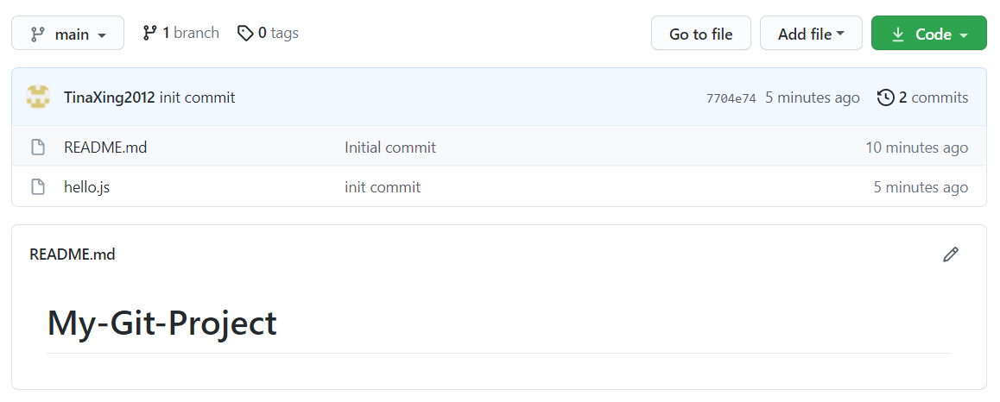 main 1 branch 0 tags Go to file Add file Code
TinaXing2012 init commit 7704e74 5 minutes ago 2 commits
README.md Initial commit 10 minutes ago
hello.js init commit 5 minutes ago
README.md
My-Git-Project